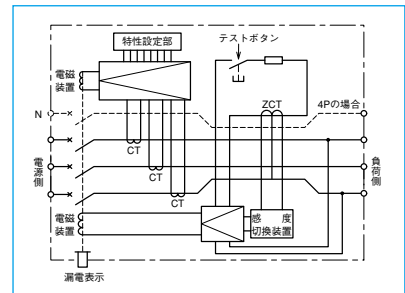 特性設定部
テストボタン
電磁
装置
ZCT
4Pの場合
N
CT
CT
CT
電源側
負荷側
電磁
装置
感度
切換装置
漏電表示